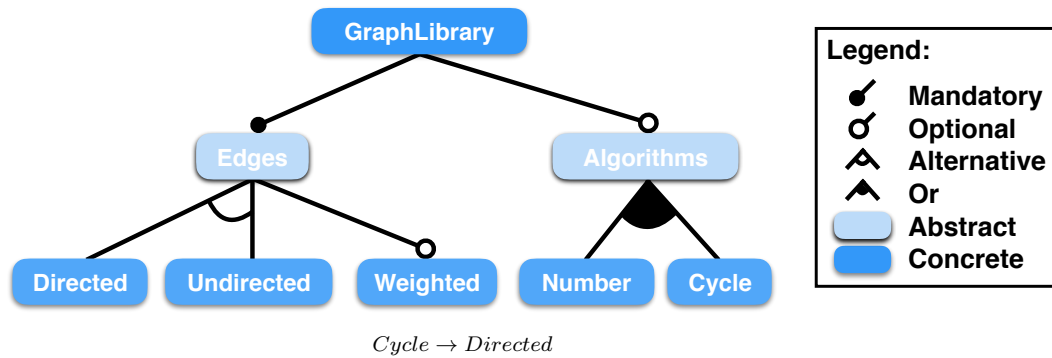 GraphLibrary
Edges
Algorithms
Directed
Undirected
Weighted
Number
Cycle
Cycle → Directed
Legend:
Mandatory
Optional
Alternative
Or
Abstract
Concrete